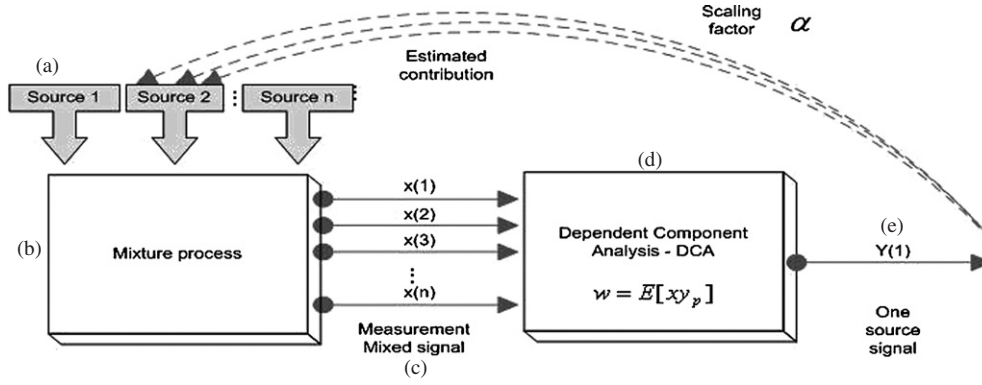 Scaling
factor α
Estimated
contribution
(a)
Source 1
Source 2
⋮
Source n
⋮
(b)
Mixture process
x(1)
x(2)
x(3)
⋮
x(n)
Measurement
Mixed signal
(c)
(d)
Dependent Component
Analysis - DCA
w = E[xy_p]
(e)
Y(1)
One
source
signal